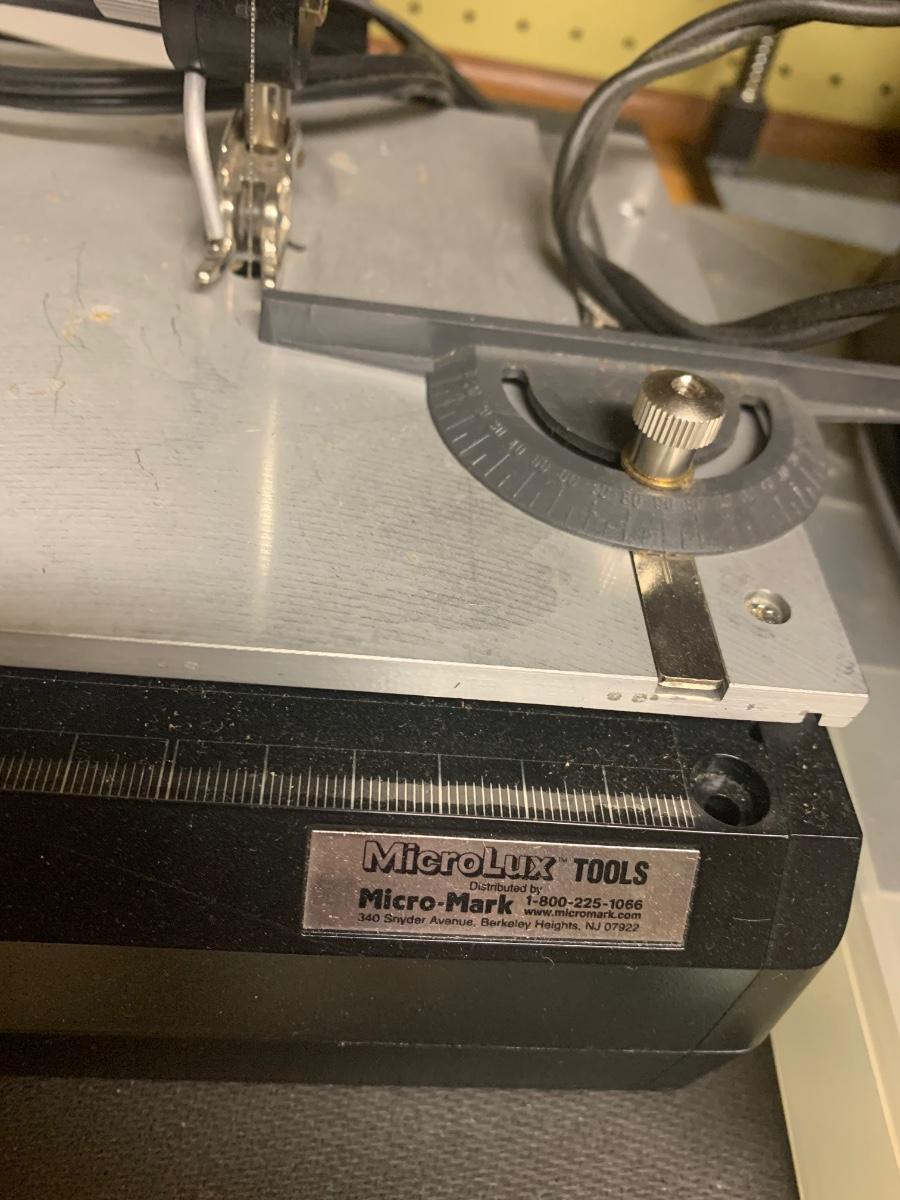 MicroLux™ TOOLS
Distributed by
Micro-Mark 1-800-225-1066
www.micromark.com
340 Snyder Avenue, Berkeley Heights, NJ 07922